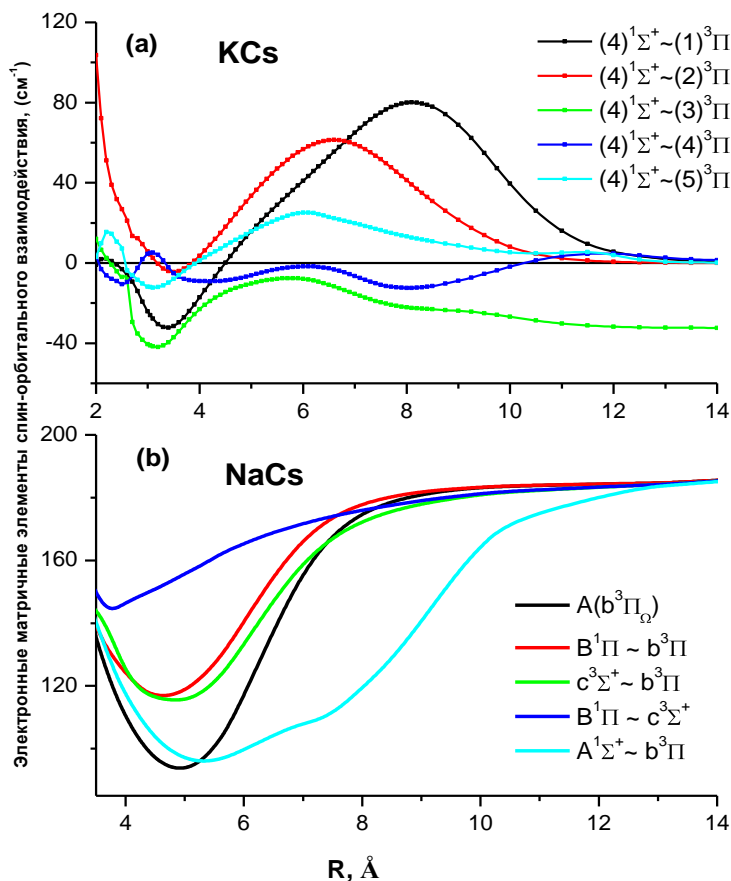 Электронные матричные элементы спин-орбитального взаимодействия, (см⁻¹)
120
80
40
0
-40
(a)
KCs
(4)¹Σ⁺~(1)³Π
(4)¹Σ⁺~(2)³Π
(4)¹Σ⁺~(3)³Π
(4)¹Σ⁺~(4)³Π
(4)¹Σ⁺~(5)³Π
2 4 6 8 10 12 14
200
160
120
(b)
NaCs
A(b³Π_Ω)
B¹Π ~ b³Π
c³Σ⁺ ~ b³Π
B¹Π ~ c³Σ⁺
A¹Σ⁺ ~ b³Π
4 6 8 10 12 14
R, Å